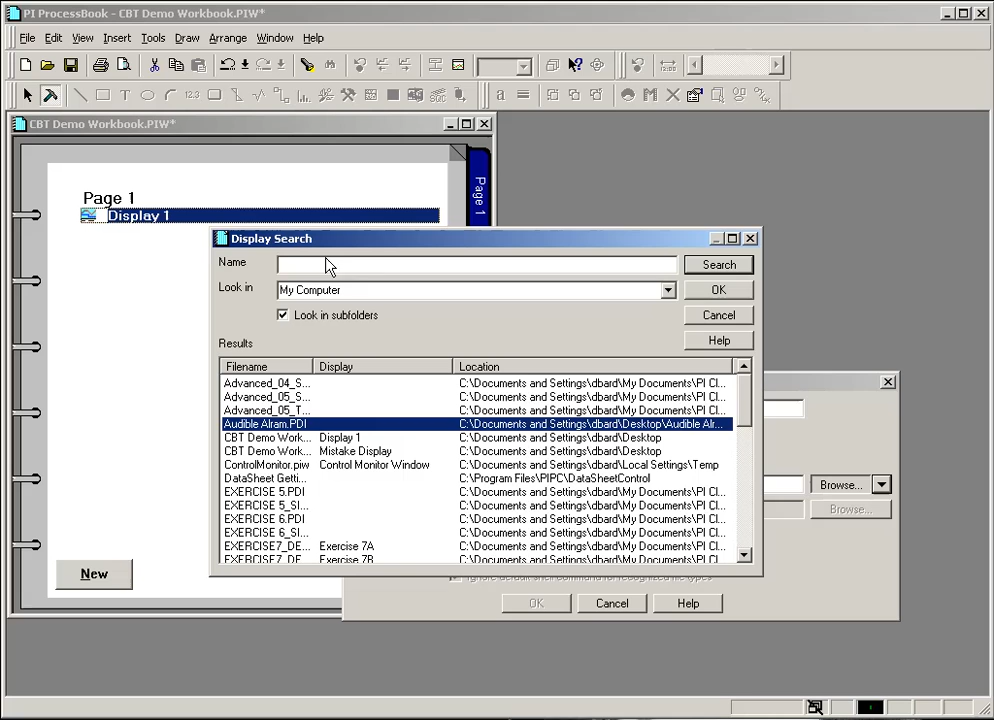 PI ProcessBook - CBT Demo Workbook.PIW*
File Edit View Insert Tools Draw Arrange Window Help
CBT Demo Workbook.PIW*
Page 1
Display 1
Page 1
New
Display Search
Name
Search
Look in
My Computer
OK
Look in subfolders
Cancel
Help
Results
Filename Display Location
Advanced_04_S... C:\Documents and Settings\dbard\My Documents\PI Cl...
Advanced_05_S... C:\Documents and Settings\dbard\My Documents\PI Cl...
Advanced_05_T... C:\Documents and Settings\dbard\My Documents\PI Cl...
Audible Alram.PDI C:\Documents and Settings\dbard\Desktop\Audible Alr...
CBT Demo Work... Display 1 C:\Documents and Settings\dbard\Desktop
CBT Demo Work... Mistake Display C:\Documents and Settings\dbard\Desktop
ControlMonitor.piw Control Monitor Window C:\Documents and Settings\dbard\Local Settings\Temp
DataSheet Getti... C:\Program Files\PIPC\DataSheetControl
EXERCISE 5.PDI C:\Documents and Settings\dbard\My Documents\PI Cl...
EXERCISE 5_SI... C:\Documents and Settings\dbard\My Documents\PI Cl...
EXERCISE 6.PDI C:\Documents and Settings\dbard\My Documents\PI Cl...
EXERCISE 6_SI... C:\Documents and Settings\dbard\My Documents\PI Cl...
EXERCISE7_DE... Exercise 7A C:\Documents and Settings\dbard\My Documents\PI Cl...
EXERCISE7_DE... Exercise 7B C:\Documents and Settings\dbard\My Documents\PI Cl...
Browse...
Browse...
Ignore default shell command for recognized file types
OK Cancel Help